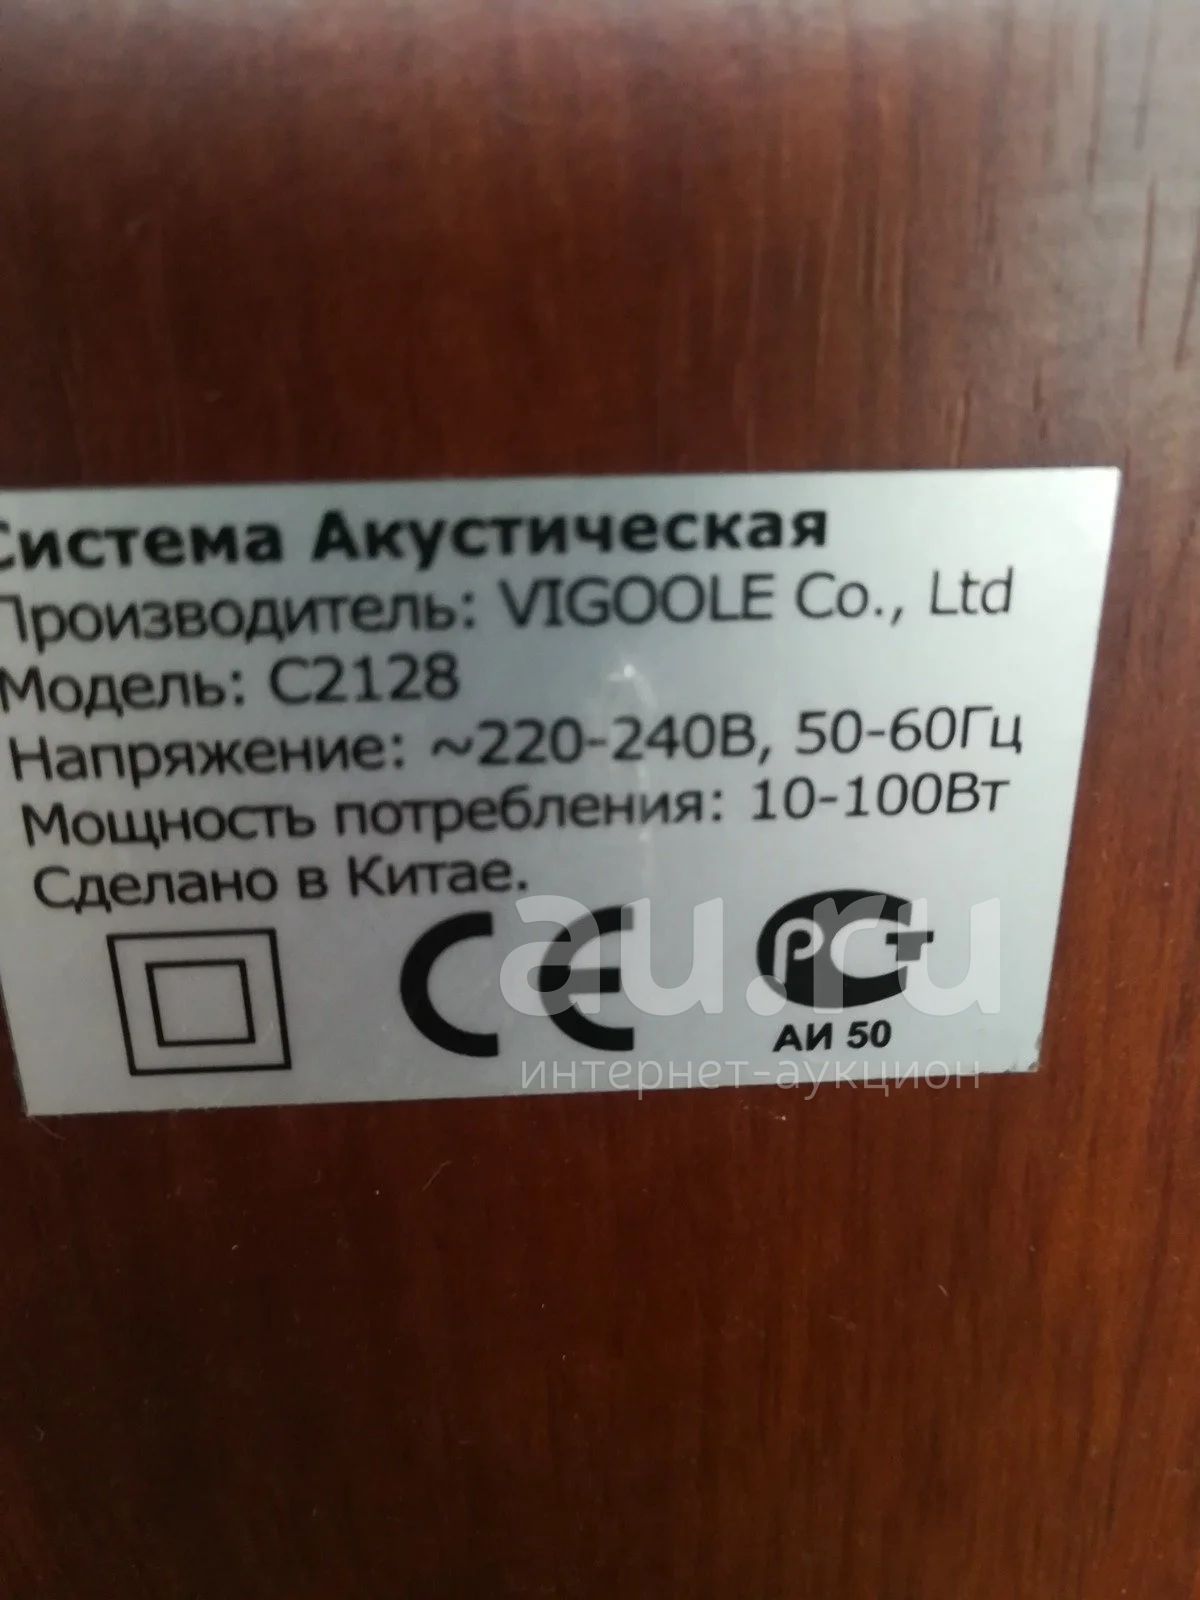 Система Акустическая
Производитель: VIGOOLE Co., Ltd
Модель: C2128
Напряжение: ~220-240В, 50-60Гц
Мощность потребления: 10-100Вт
Сделано в Китае.
CE
РСТ
АИ 50
au.ru
интернет-аукцион